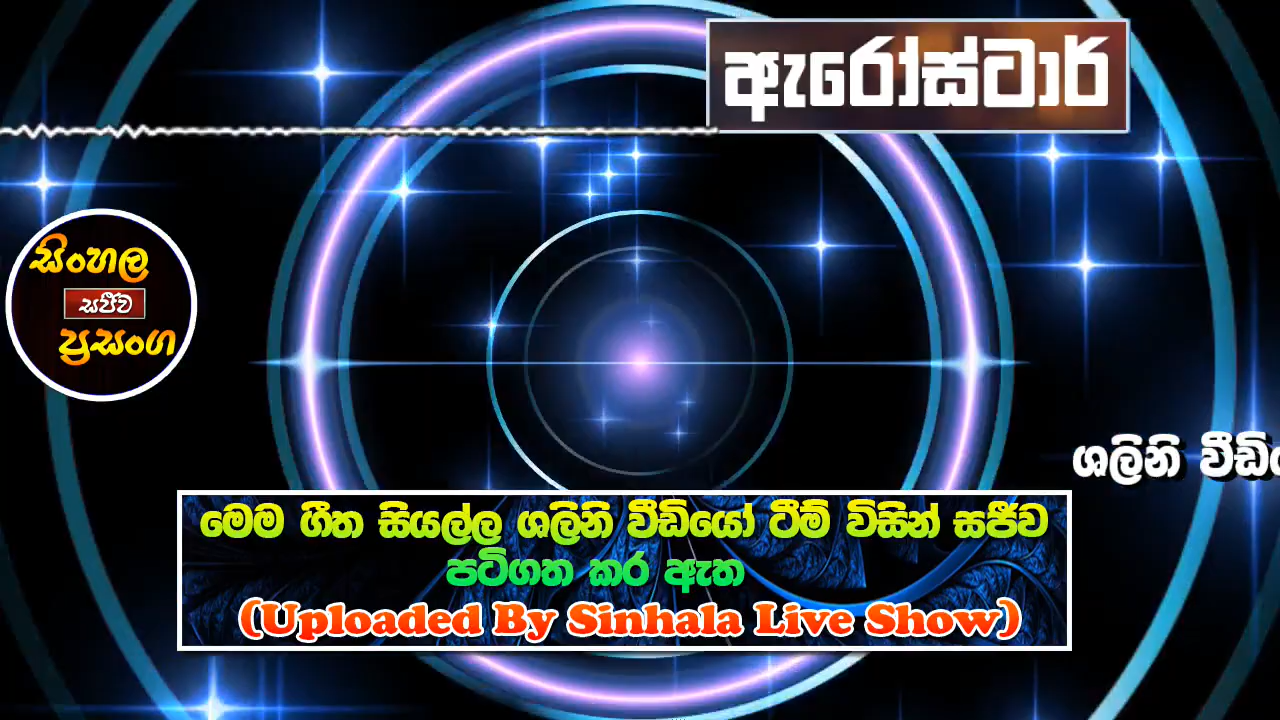 ඇරෝස්ටාර්
සිංහල
සජීව
ප්‍රසංග
ශලිනි
මෙම ගීත සියල්ල ශලිනි වීඩියෝ ටීම් විසින් සජීව
පටිගත කර ඇත
(Uploaded By Sinhala Live Show)